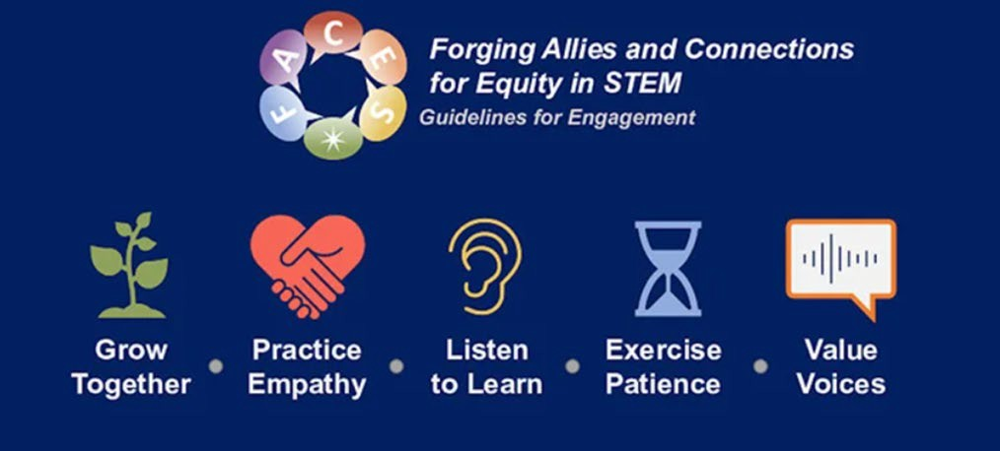 F A C E S
Forging Allies and Connections
for Equity in STEM
Guidelines for Engagement
Grow
Together
Practice
Empathy
Listen
to Learn
Exercise
Patience
Value
Voices